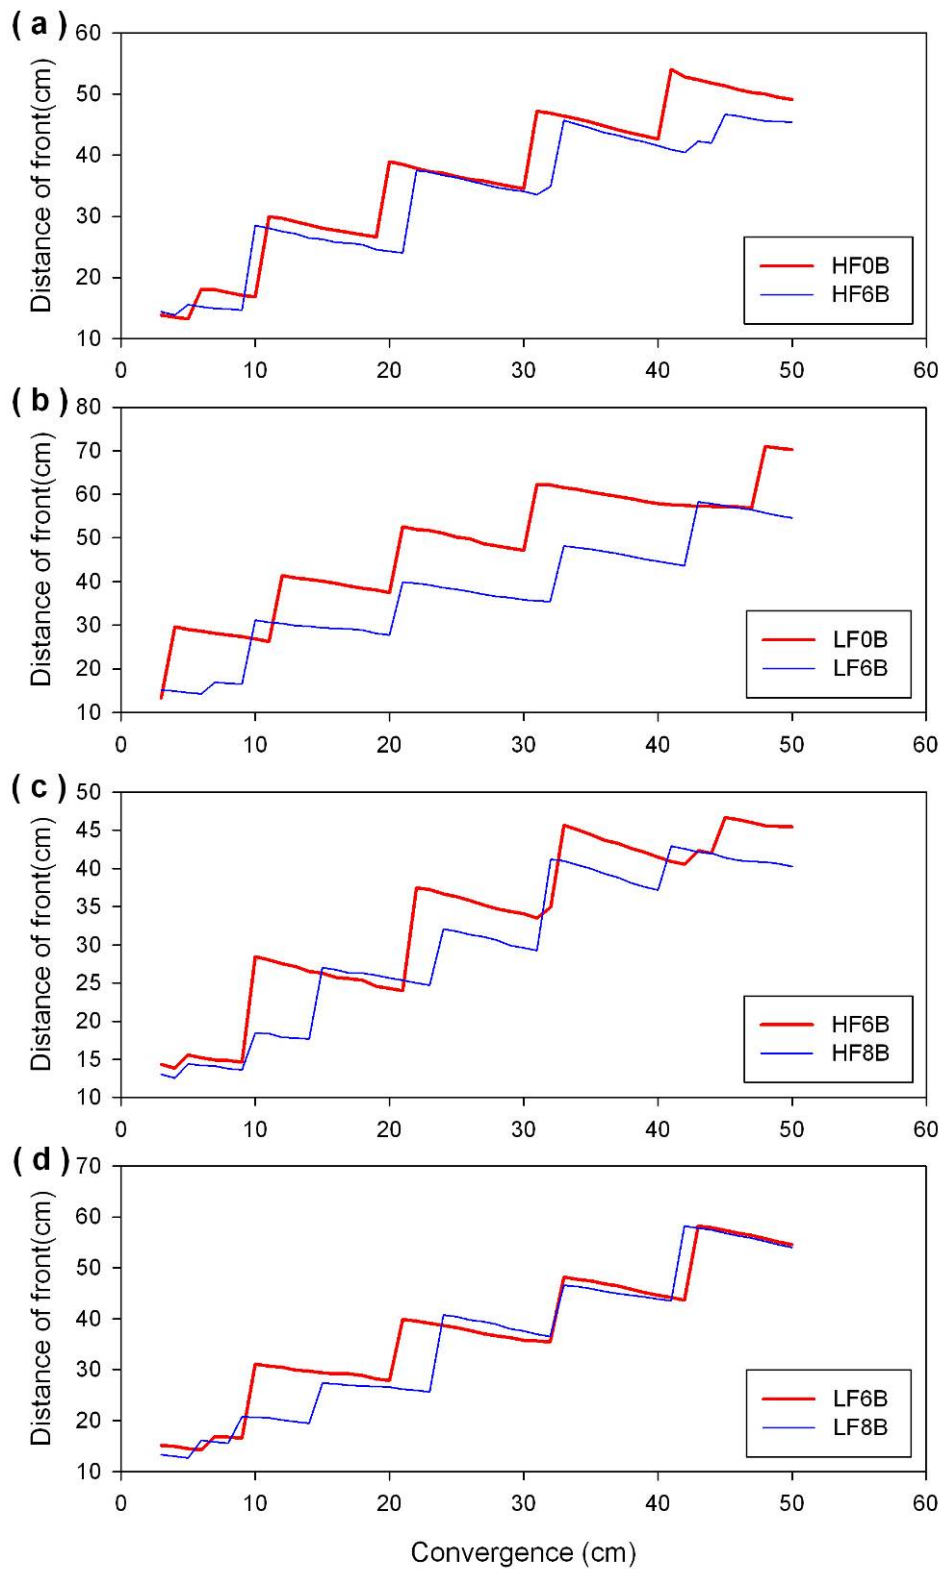 ( a )
60
50
40
30
20
10
Distance of front(cm)
HF0B
HF6B
0 10 20 30 40 50 60
( b )
80
70
60
50
40
30
20
10
Distance of front(cm)
LF0B
LF6B
0 10 20 30 40 50 60
( c )
50
45
40
35
30
25
20
15
10
Distance of front(cm)
HF6B
HF8B
0 10 20 30 40 50 60
( d )
70
60
50
40
30
20
10
Distance of front(cm)
LF6B
LF8B
0 10 20 30 40 50 60
Convergence (cm)